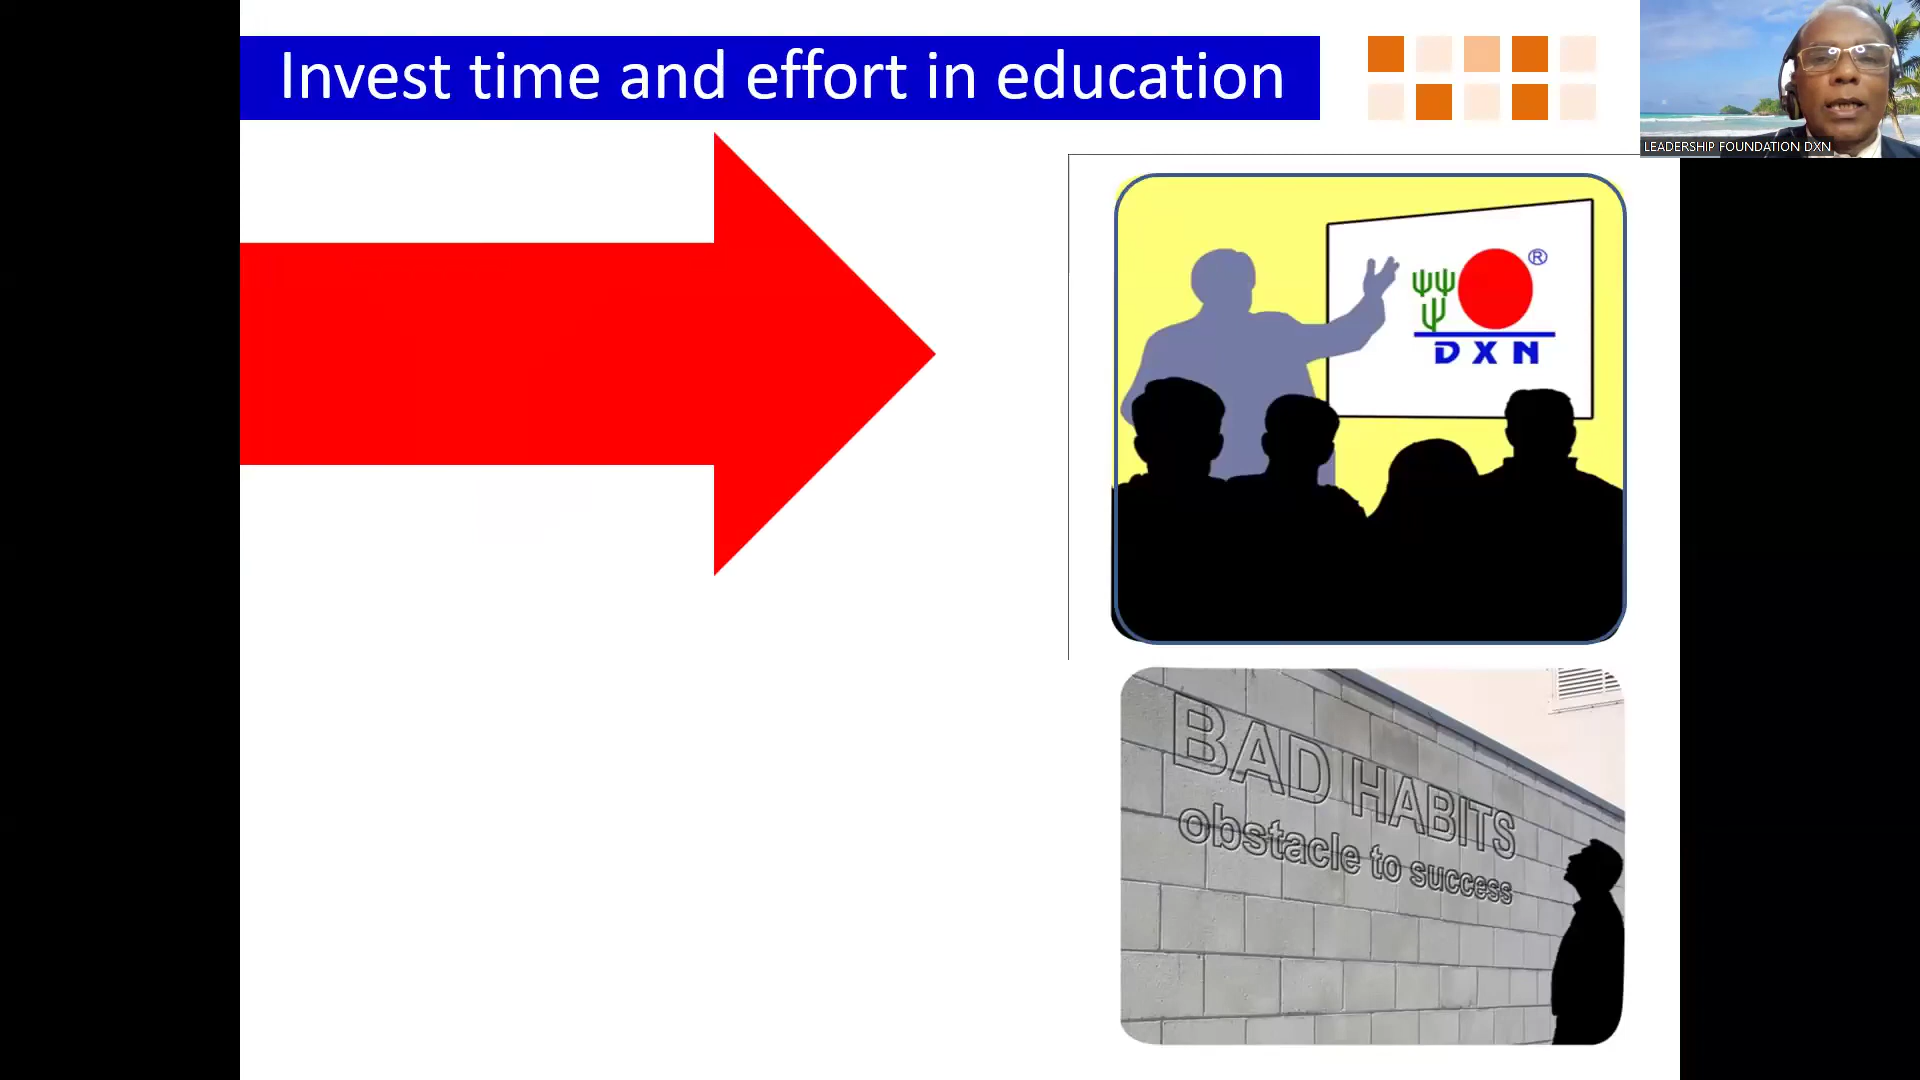 Invest time and effort in education
LEADERSHIP FOUNDATION DXN
®
DXN
BAD HABITS
obstacle to success